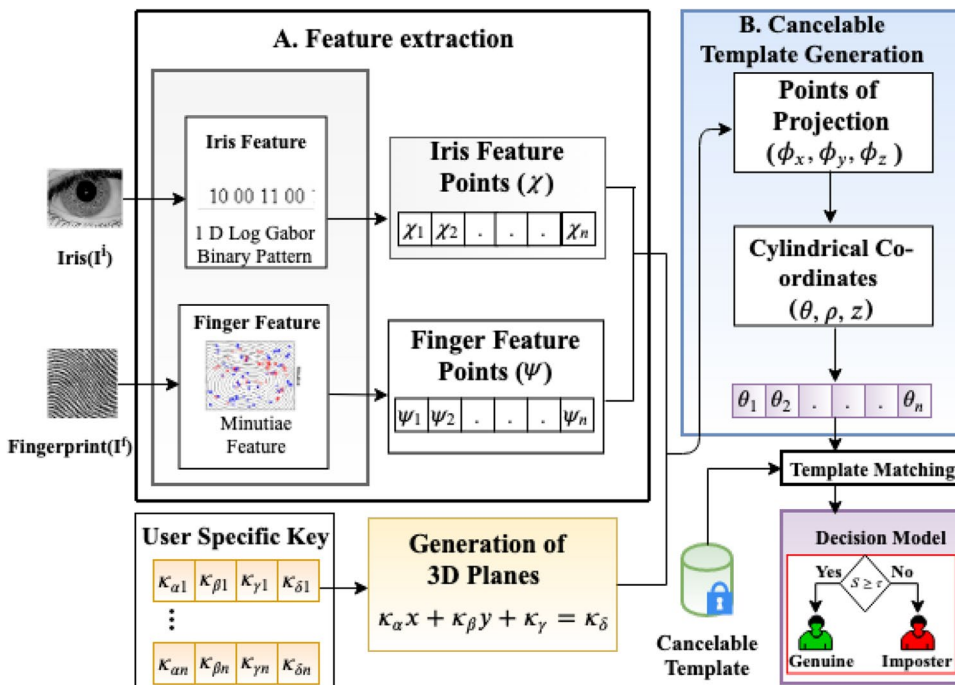 A. Feature extraction
Iris Feature
10 00 11 00
1 D Log Gabor
Binary Pattern
Iris Feature
Points (χ)
χ1 χ2 . . . χn
Iris(I^i)
Finger Feature
Minutiae
Feature
Finger Feature
Points (Ψ)
ψ1 ψ2 . . . ψn
Fingerprint(I^f)
User Specific Key
κα1 κβ1 κγ1 κδ1
⋮
καn κβn κγn κδn
Generation of
3D Planes
καx + κβy + κγ = κδ
B. Cancelable
Template Generation
Points of
Projection
(ϕx, ϕy, ϕz )
Cylindrical Co-
ordinates
(θ, ρ, z)
θ1 θ2 . . . θn
Template Matching
Cancelable
Template
Decision Model
Yes S ≥ τ No
Genuine Imposter